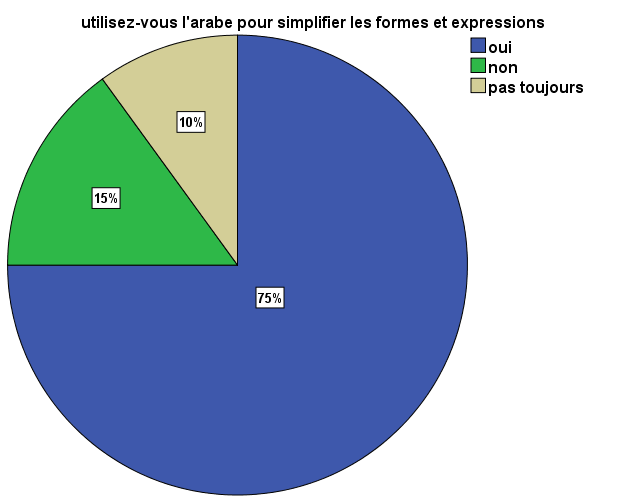 utilisez-vous l'arabe pour simplifier les formes et expressions
oui
non
pas toujours
10%
15%
75%